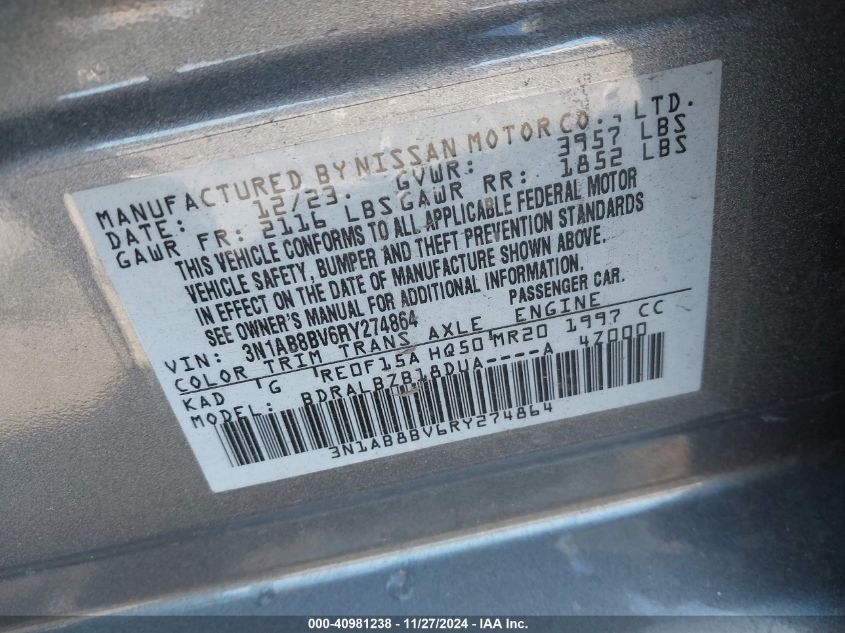 MANUFACTURED BY NISSAN MOTOR CO., LTD.
DATE: 12/23. GVWR: 3957 LBS
GAWR FR: 2116 LBS GAWR RR: 1852 LBS
THIS VEHICLE CONFORMS TO ALL APPLICABLE FEDERAL MOTOR
VEHICLE SAFETY, BUMPER AND THEFT PREVENTION STANDARDS
IN EFFECT ON THE DATE OF MANUFACTURE SHOWN ABOVE.
SEE OWNER'S MANUAL FOR ADDITIONAL INFORMATION.
VIN: 3N1AB8BV6RY274864 PASSENGER CAR.
COLOR TRIM TRANS AXLE ENGINE
KAD G RE0F15A HQ50 MR20 1997 CC
MODEL: BDRALBZB18DUA----A 47000
3N1AB8BV6RY274864
000-40981238 - 11/27/2024 - IAA Inc.